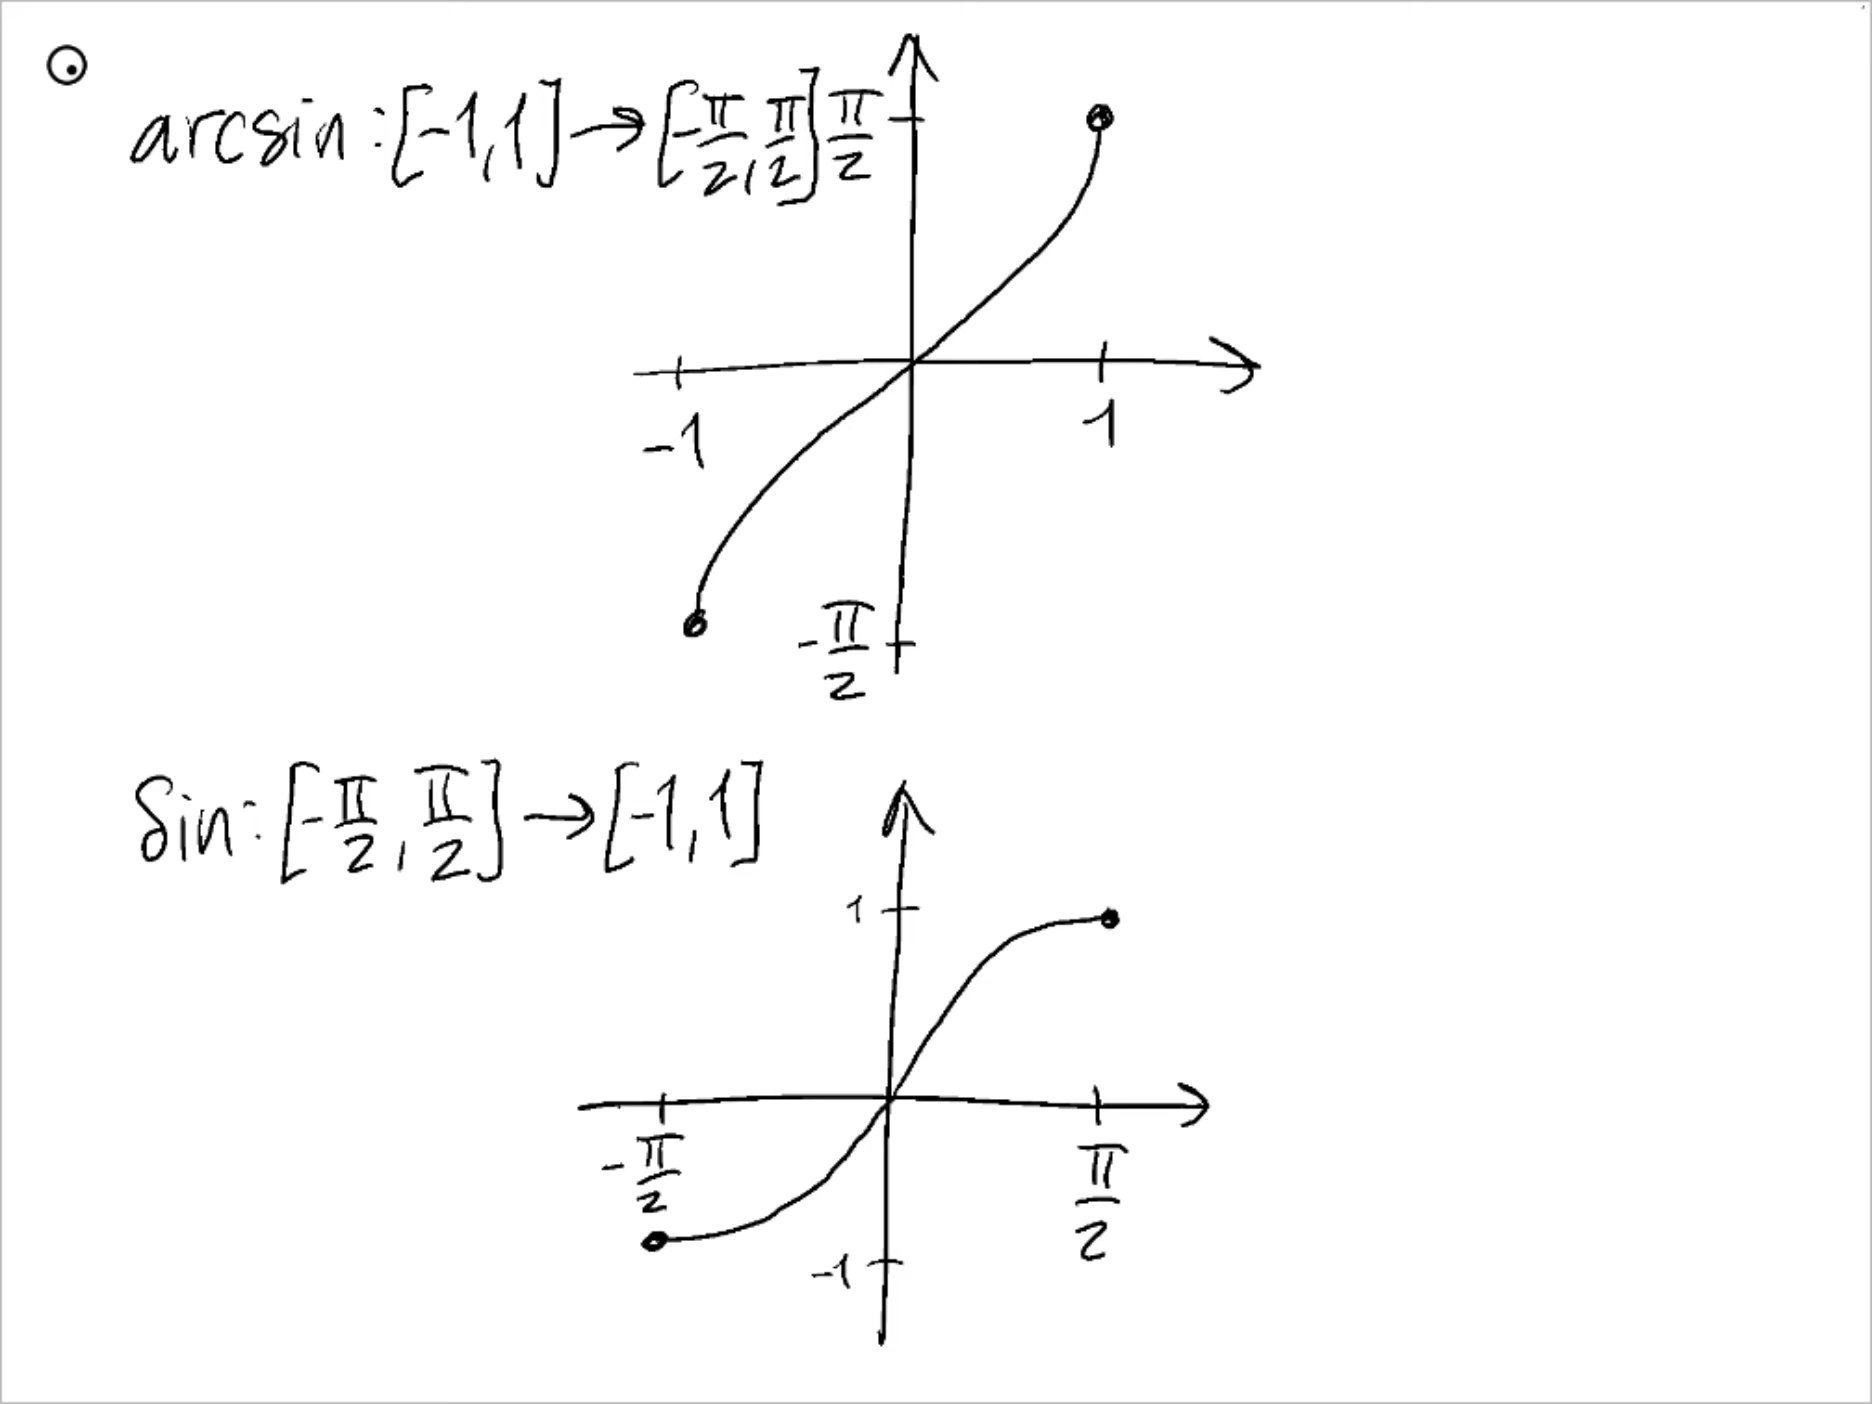 arcsin : [-1,1] → [-π/2, π/2]
π/2
-1 1
-π/2
sin: [-π/2, π/2] → [-1,1]
1
-π/2 π/2
-1